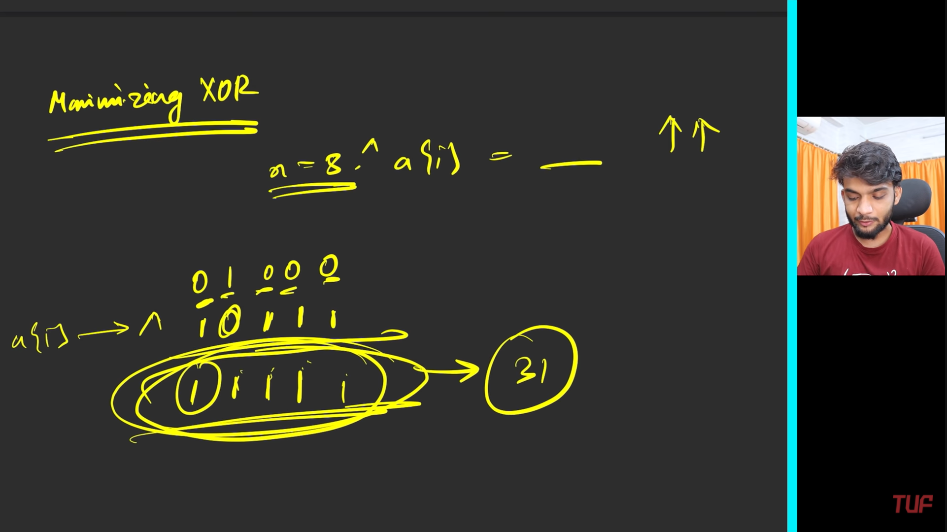 Maximizing XOR
x = 8 ^ a[i] = __ ↑↑
0 1 0 0 0
a[i] → ^ 1 0 1 1 1
1 1 1 1 1 → 31
TUF